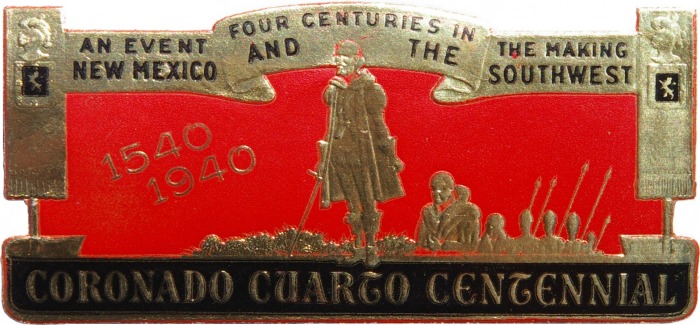 AN EVENT FOUR CENTURIES IN THE MAKING
NEW MEXICO AND THE SOUTHWEST
1540
1940
CORONADO CUARTO CENTENNIAL